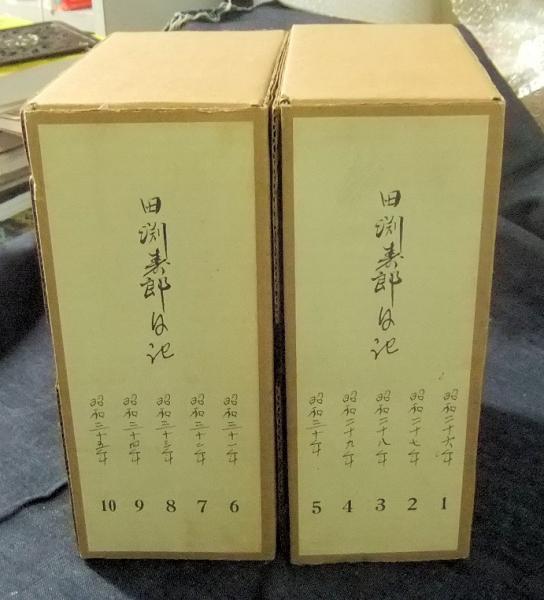 田渕寿郎日記
昭和二十六年
1
昭和二十七年
2
昭和二十八年
3
昭和二十九年
4
昭和三十年
5
田渕寿郎日記
昭和三十一年
6
昭和三十二年
7
昭和三十三年
8
昭和三十四年
9
昭和三十五年
10